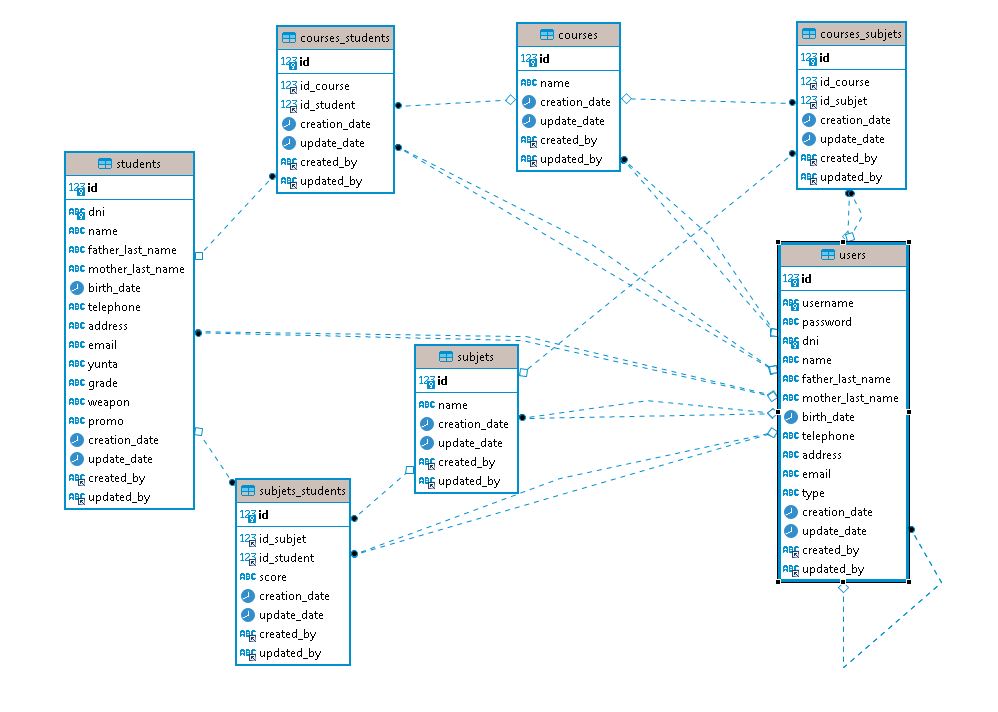 courses_students
id
id_course
id_student
creation_date
update_date
created_by
updated_by
courses
id
name
creation_date
update_date
created_by
updated_by
courses_subjets
id
id_course
id_subjet
creation_date
update_date
created_by
updated_by
students
id
dni
name
father_last_name
mother_last_name
birth_date
telephone
address
email
yunta
grade
weapon
promo
creation_date
update_date
created_by
updated_by
users
id
username
password
dni
name
father_last_name
mother_last_name
birth_date
telephone
address
email
type
creation_date
update_date
created_by
updated_by
subjets
id
name
creation_date
update_date
created_by
updated_by
subjets_students
id
id_subjet
id_student
score
creation_date
update_date
created_by
updated_by